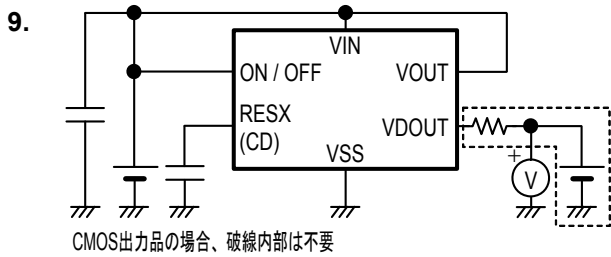 9.
VIN
ON / OFF
VOUT
RESX
(CD)
VDOUT
VSS
+
V
CMOS出力品の場合、破線内部は不要